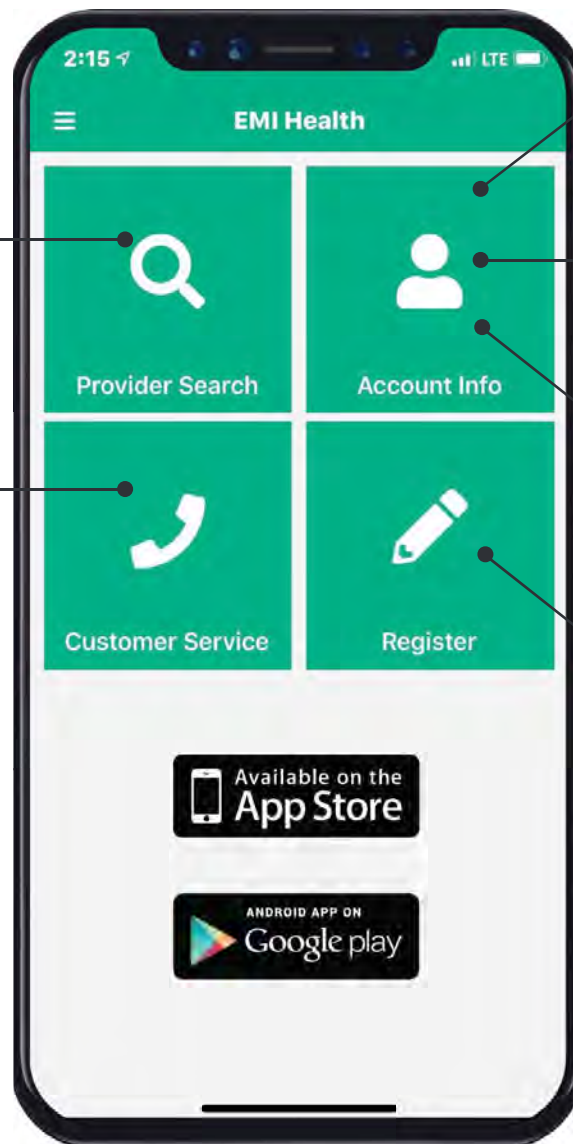 2:15
LTE
EMI Health
Provider Search
Account Info
Customer Service
Register
Available on the
App Store
ANDROID APP ON
Google play